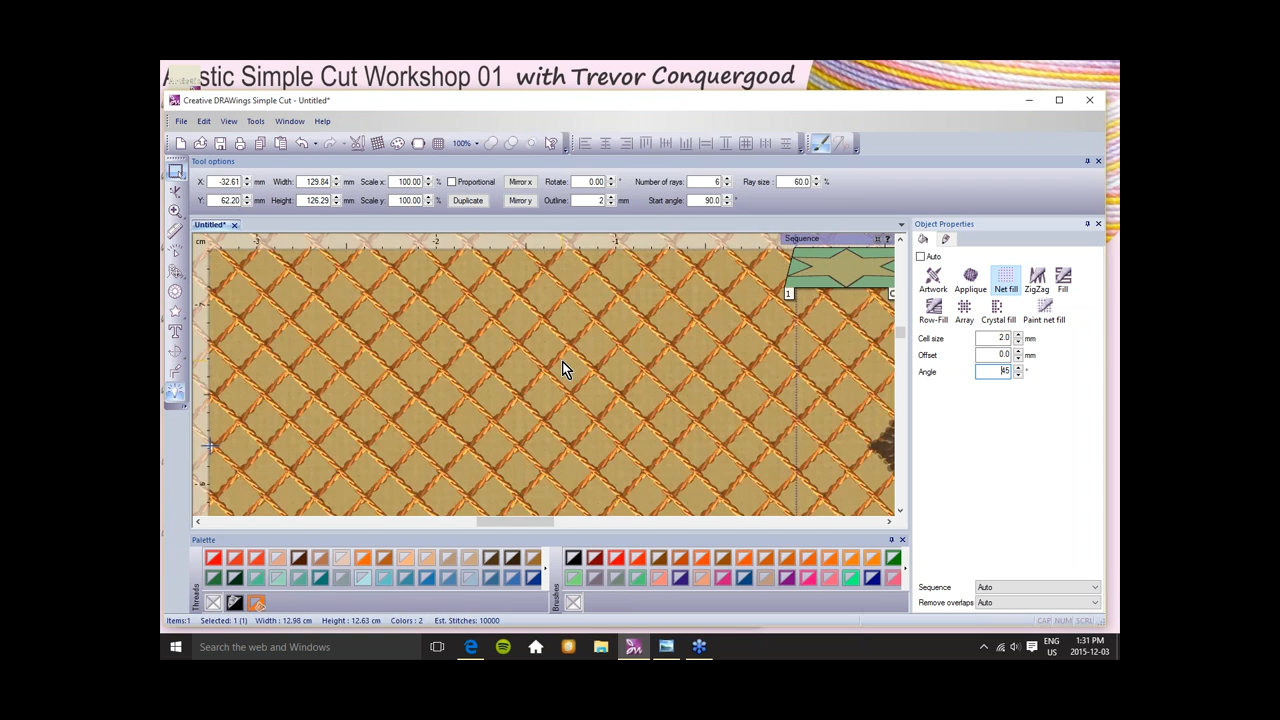 stic Simple Cut Workshop 01 with Trevor Conquergood
Creative DRAWings Simple Cut - Untitled*
File Edit View Tools Window Help
100%
Tool options
X: -32.61 mm Width: 129.84 mm Scale x: 100.00 % Proportional Mirror x Rotate: 0.00 ° Number of rays: 6 Ray size : 60.0 %
Y: 62.20 mm Height: 126.29 mm Scale y: 100.00 % Duplicate Mirror y Outline: 2 mm Start angle: 90.0 °
Untitled*
Object Properties
cm -3 -2 -1
Sequence
Auto
Artwork Applique Net fill ZigZag Fill
1
Row-Fill Array Crystal fill Paint net fill
Cell size 2.0 mm
Offset 0.0 mm
Angle 45 °
Palette
Threads
Brushes
Sequence Auto
Remove overlaps Auto
Items:1 Selected: 1 (1) Width : 12.98 cm Height : 12.63 cm Colors : 2 Est. Stitches: 10000 CAP NUM SCRL
Search the web and Windows
ENG 1:31 PM
US 2015-12-03